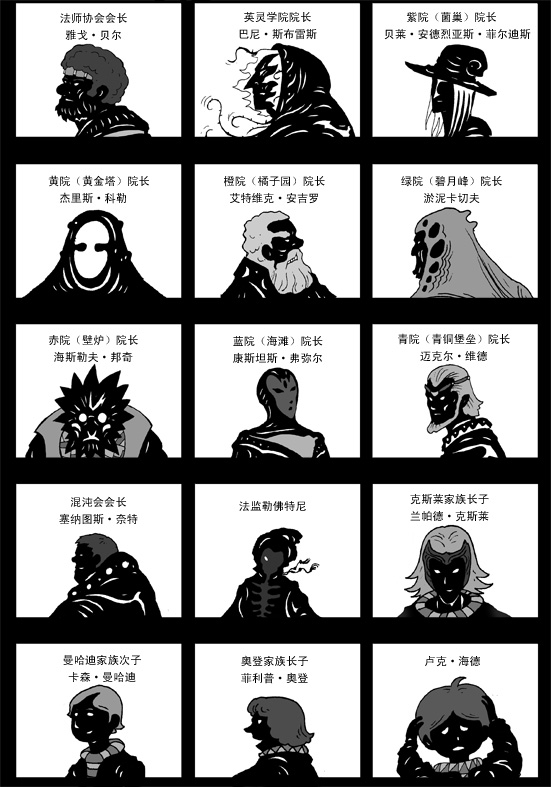 法师协会会长
雅戈·贝尔
英灵学院院长
巴尼·斯布雷斯
紫院（菌巢）院长
贝莱·安德烈亚斯·菲尔迪斯
黄院（黄金塔）院长
杰里斯·科勒
橙院（橘子园）院长
艾特维克·安吉罗
绿院（碧月峰）院长
淤泥卡切夫
赤院（壁炉）院长
海斯勒夫·邦奇
蓝院（海滩）院长
康斯坦斯·弗弥尔
青院（青铜堡垒）院长
迈克尔·维德
混沌会会长
塞纳图斯·奈特
法监勒佛特尼
克斯莱家族长子
兰帕德·克斯莱
曼哈迪家族次子
卡森·曼哈迪
奥登家族长子
菲利普·奥登
卢克·海德